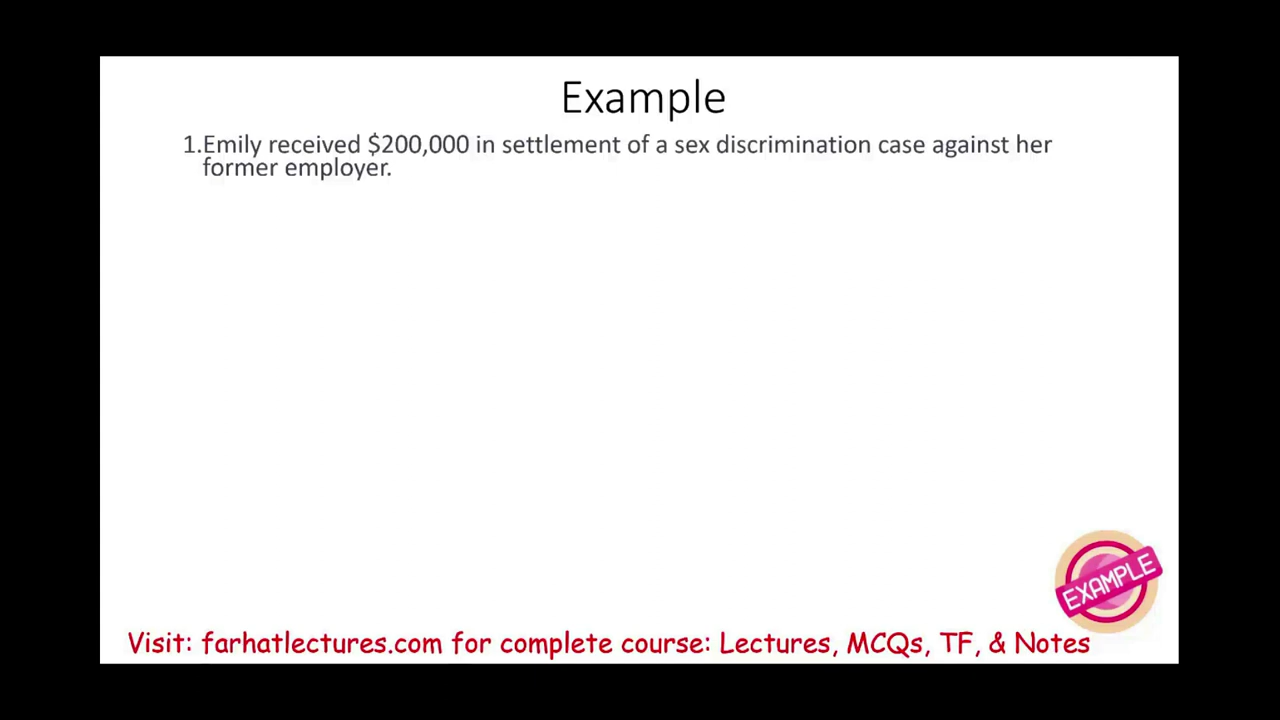 Example
1.Emily received $200,000 in settlement of a sex discrimination case against her
former employer.
EXAMPLE
Visit: farhatlectures.com for complete course: Lectures, MCQs, TF, & Notes